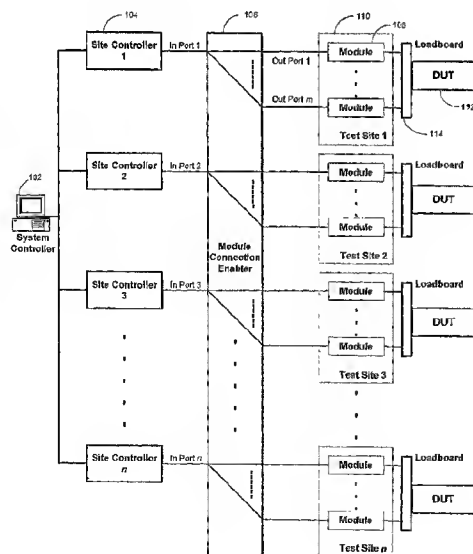 104
106
110
108
Site Controller
1
In Port 1
Out Port 1
Out Port m
Module
Module
Test Site 1
Loadboard
DUT
112
114
102
System
Controller
Site Controller
2
In Port 2
Module
Connection
Enabler
Module
Module
Test Site 2
Loadboard
DUT
Site Controller
3
In Port 3
Module
Module
Test Site 3
Loadboard
DUT
Site Controller
n
In Port n
Module
Module
Test Site n
Loadboard
DUT